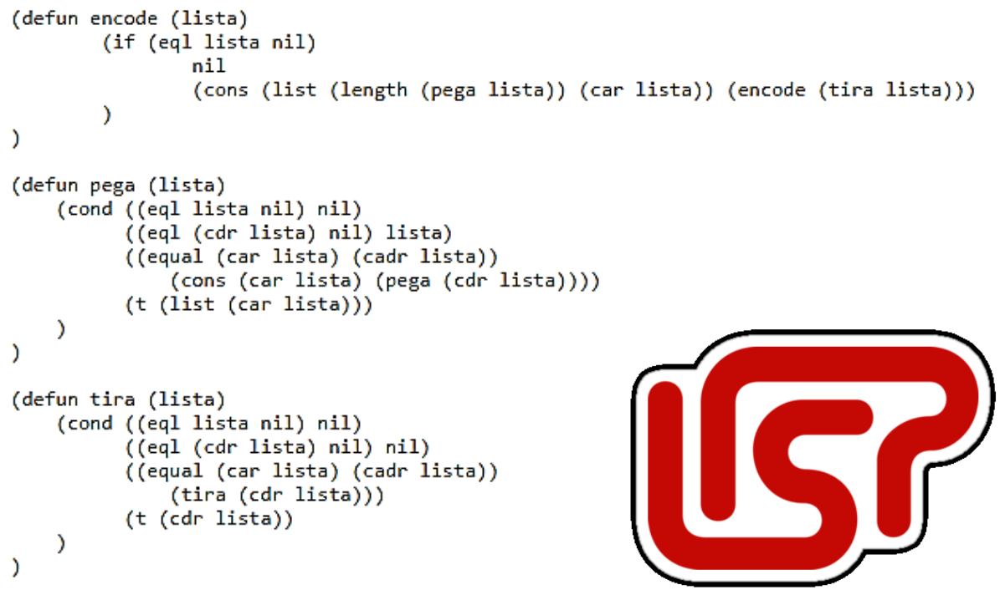 (defun encode (lista)
(if (eql lista nil)
nil
(cons (list (length (pega lista)) (car lista)) (encode (tira lista)))
)
)
(defun pega (lista)
(cond ((eql lista nil) nil)
((eql (cdr lista) nil) lista)
((equal (car lista) (cadr lista))
(cons (car lista) (pega (cdr lista))))
(t (list (car lista)))
)
)
(defun tira (lista)
(cond ((eql lista nil) nil)
((eql (cdr lista) nil) nil)
((equal (car lista) (cadr lista))
(tira (cdr lista)))
(t (cdr lista))
)
)
LISP